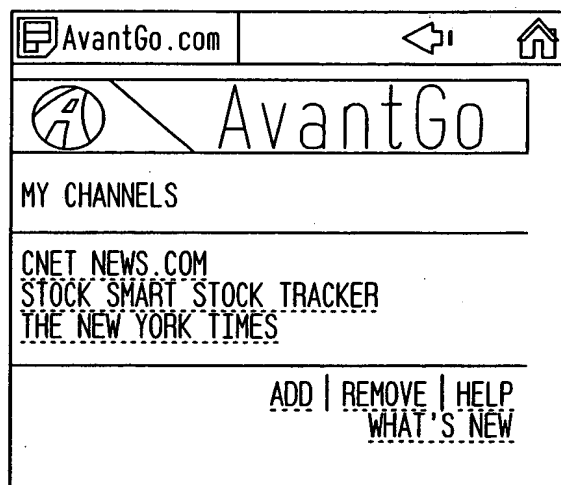 AvantGo.com
AvantGo
MY CHANNELS
CNET NEWS.COM
STOCK SMART STOCK TRACKER
THE NEW YORK TIMES
ADD | REMOVE | HELP
WHAT'S NEW